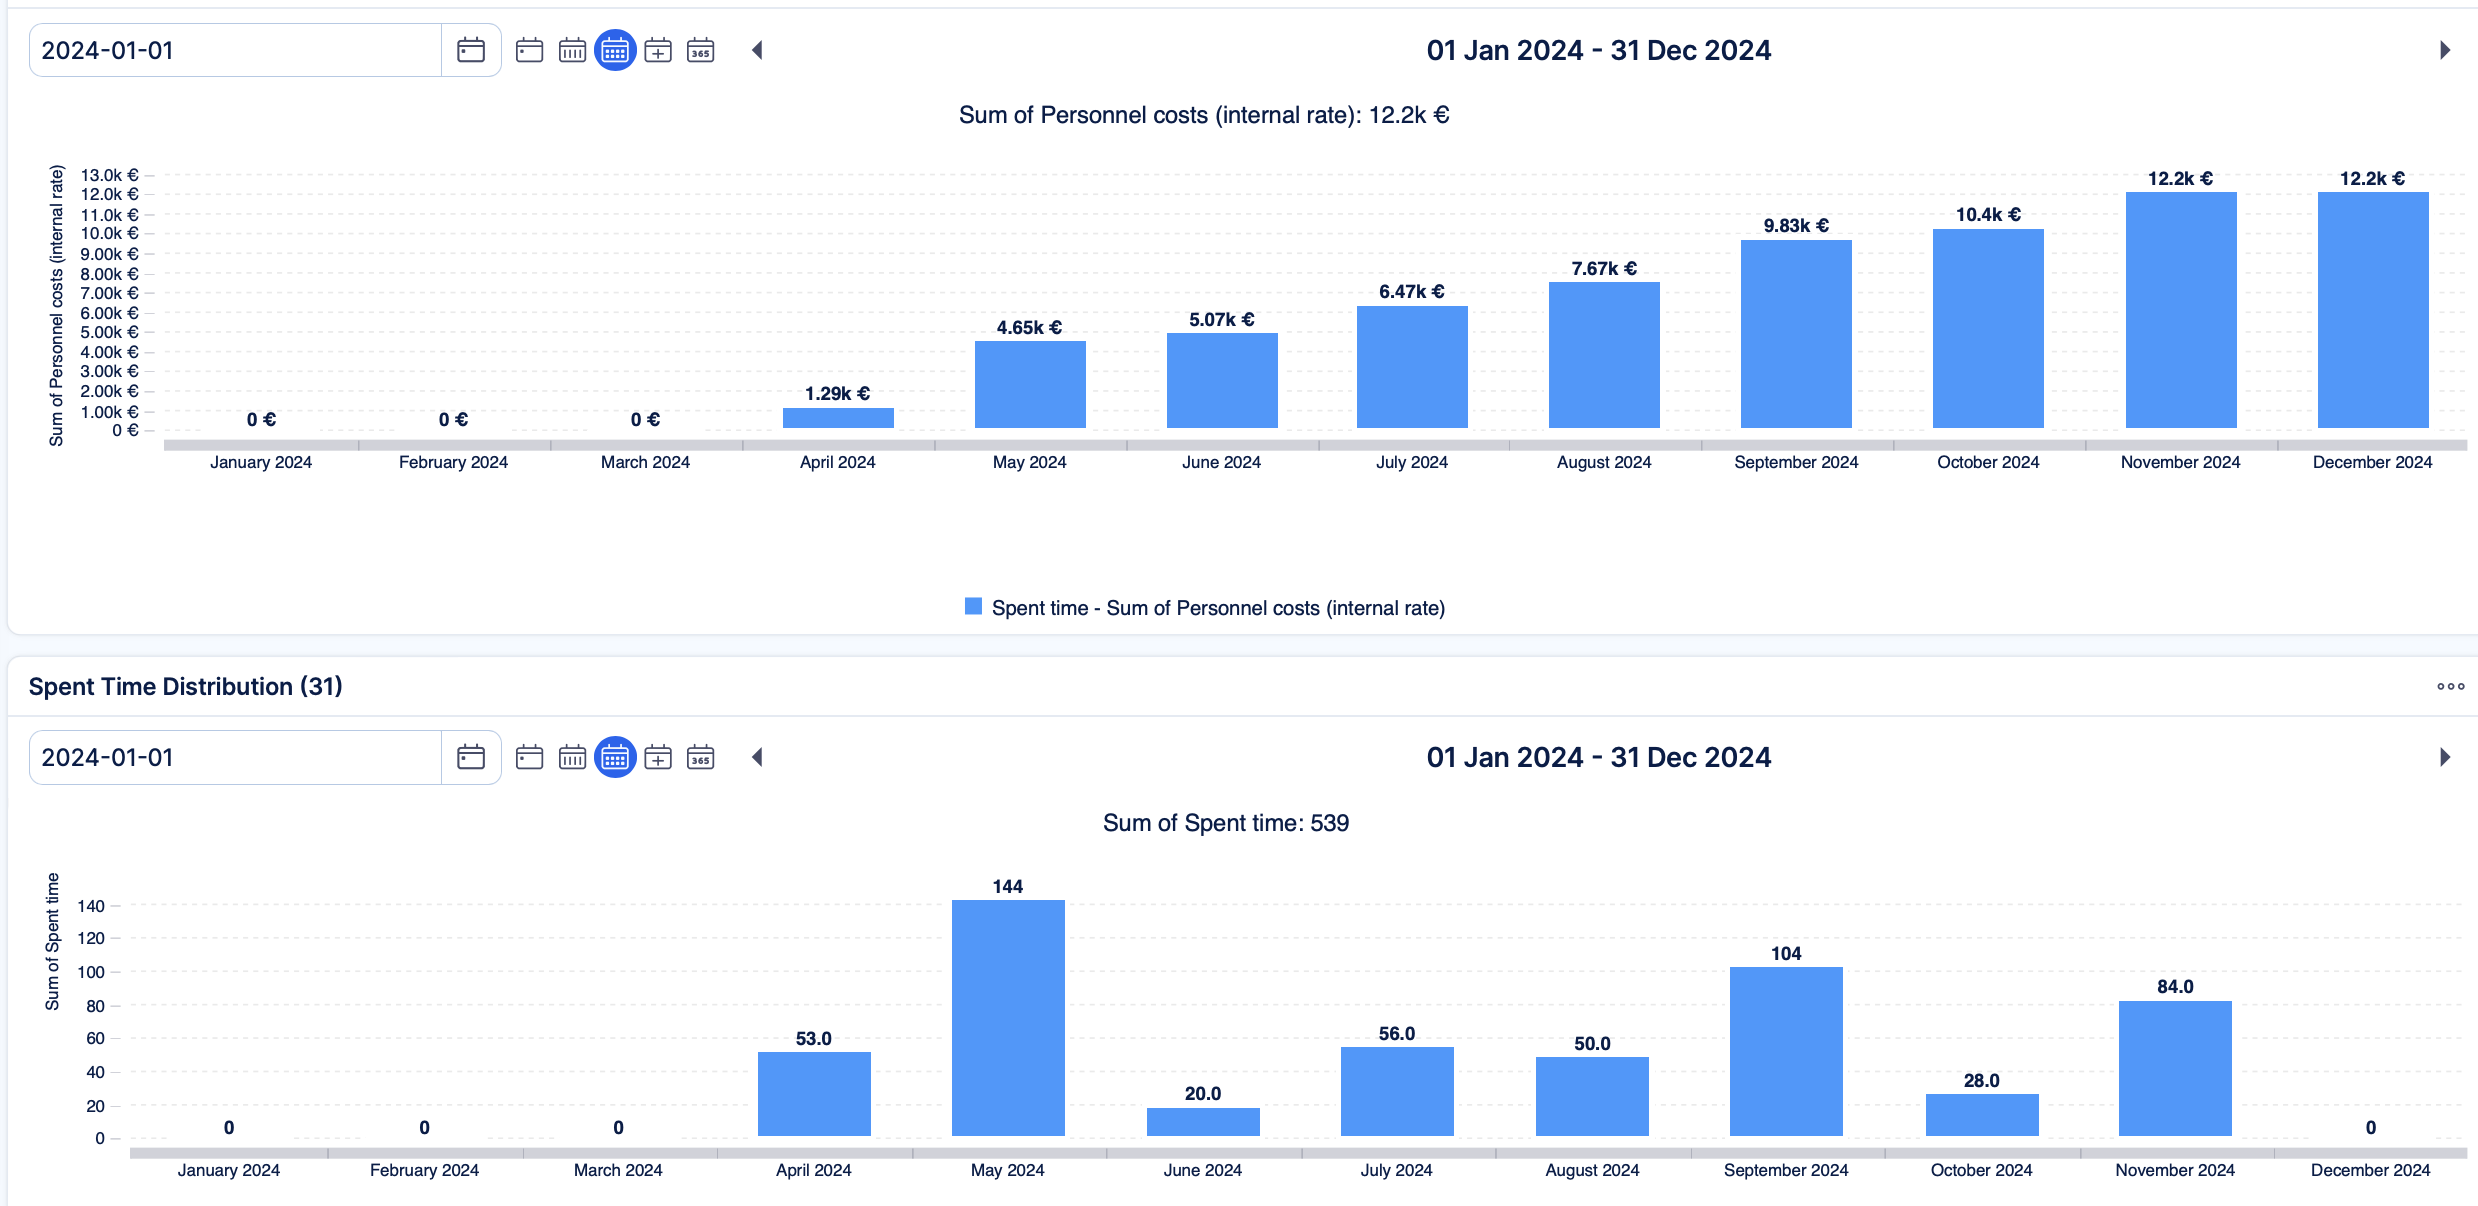 2024-01-01
365
01 Jan 2024 - 31 Dec 2024
Sum of Personnel costs (internal rate): 12.2k €
Sum of Personnel costs (internal rate)
13.0k €
12.0k €
11.0k €
10.0k €
9.00k €
8.00k €
7.00k €
6.00k €
5.00k €
4.00k €
3.00k €
2.00k €
1.00k €
0 €
0 €
0 €
0 €
1.29k €
4.65k €
5.07k €
6.47k €
7.67k €
9.83k €
10.4k €
12.2k €
12.2k €
January 2024
February 2024
March 2024
April 2024
May 2024
June 2024
July 2024
August 2024
September 2024
October 2024
November 2024
December 2024
Spent time - Sum of Personnel costs (internal rate)
Spent Time Distribution (31)
2024-01-01
365
01 Jan 2024 - 31 Dec 2024
Sum of Spent time: 539
Sum of Spent time
140
120
100
80
60
40
20
0
0
0
0
53.0
144
20.0
56.0
50.0
104
28.0
84.0
0
January 2024
February 2024
March 2024
April 2024
May 2024
June 2024
July 2024
August 2024
September 2024
October 2024
November 2024
December 2024